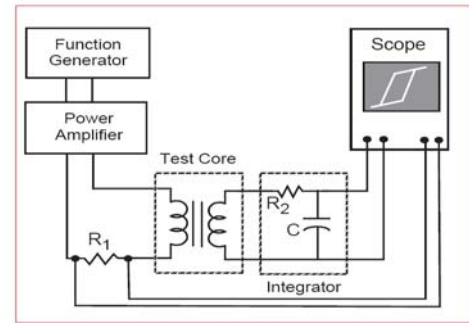 Function
Generator
Scope
Power
Amplifier
Test Core
R1
R2
C
Integrator